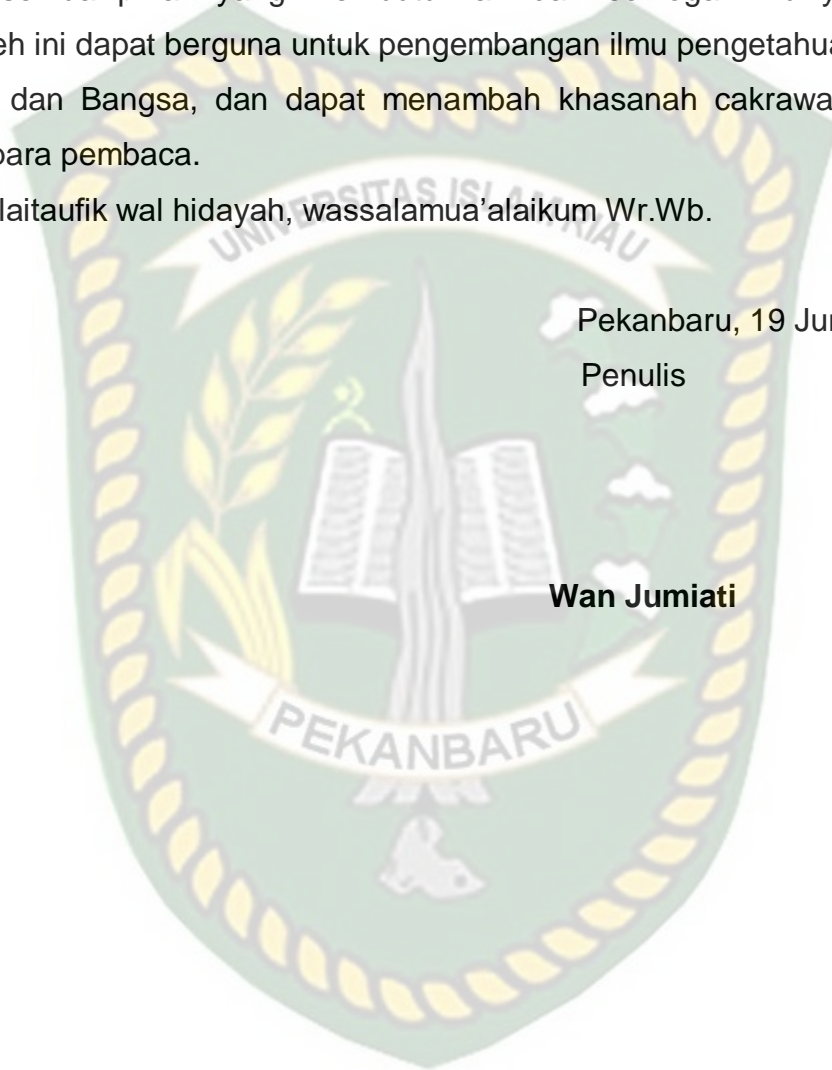 yang
eh ini dapat berguna untuk pengembangan ilmu pengetahua
dan Bangsa, dan dapat menambah khasanah cakrawa
para pembaca.
laitaufik wal hidayah, wassalamua'alaikum Wr.Wb.
UNIVERSITAS ISLAM RIAU
Pekanbaru, 19 Ju
Penulis
Wan Jumiati
PEKANBARU